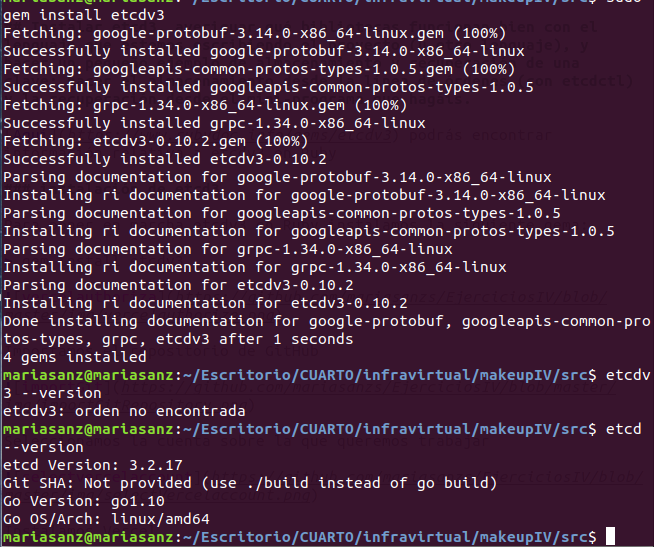 gem install etcdv3
Fetching: google-protobuf-3.14.0-x86_64-linux.gem (100%)
Successfully installed google-protobuf-3.14.0-x86_64-linux
Fetching: googleapis-common-protos-types-1.0.5.gem (100%)
Successfully installed googleapis-common-protos-types-1.0.5
Fetching: grpc-1.34.0-x86_64-linux.gem (100%)
Successfully installed grpc-1.34.0-x86_64-linux
Fetching: etcdv3-0.10.2.gem (100%)
Successfully installed etcdv3-0.10.2
Parsing documentation for google-protobuf-3.14.0-x86_64-linux
Installing ri documentation for google-protobuf-3.14.0-x86_64-linux
Parsing documentation for googleapis-common-protos-types-1.0.5
Installing ri documentation for googleapis-common-protos-types-1.0.5
Parsing documentation for grpc-1.34.0-x86_64-linux
Installing ri documentation for grpc-1.34.0-x86_64-linux
Parsing documentation for etcdv3-0.10.2
Installing ri documentation for etcdv3-0.10.2
Done installing documentation for google-protobuf, googleapis-common-pro
tos-types, grpc, etcdv3 after 1 seconds
4 gems installed
mariasanz@mariasanz:~/Escritorio/CUARTO/infravirtual/makeupIV/src$ etcdv
3 --version
etcdv3: orden no encontrada
mariasanz@mariasanz:~/Escritorio/CUARTO/infravirtual/makeupIV/src$ etcd
--version
etcd Version: 3.2.17
Git SHA: Not provided (use ./build instead of go build)
Go Version: go1.10
Go OS/Arch: linux/amd64
mariasanz@mariasanz:~/Escritorio/CUARTO/infravirtual/makeupIV/src$